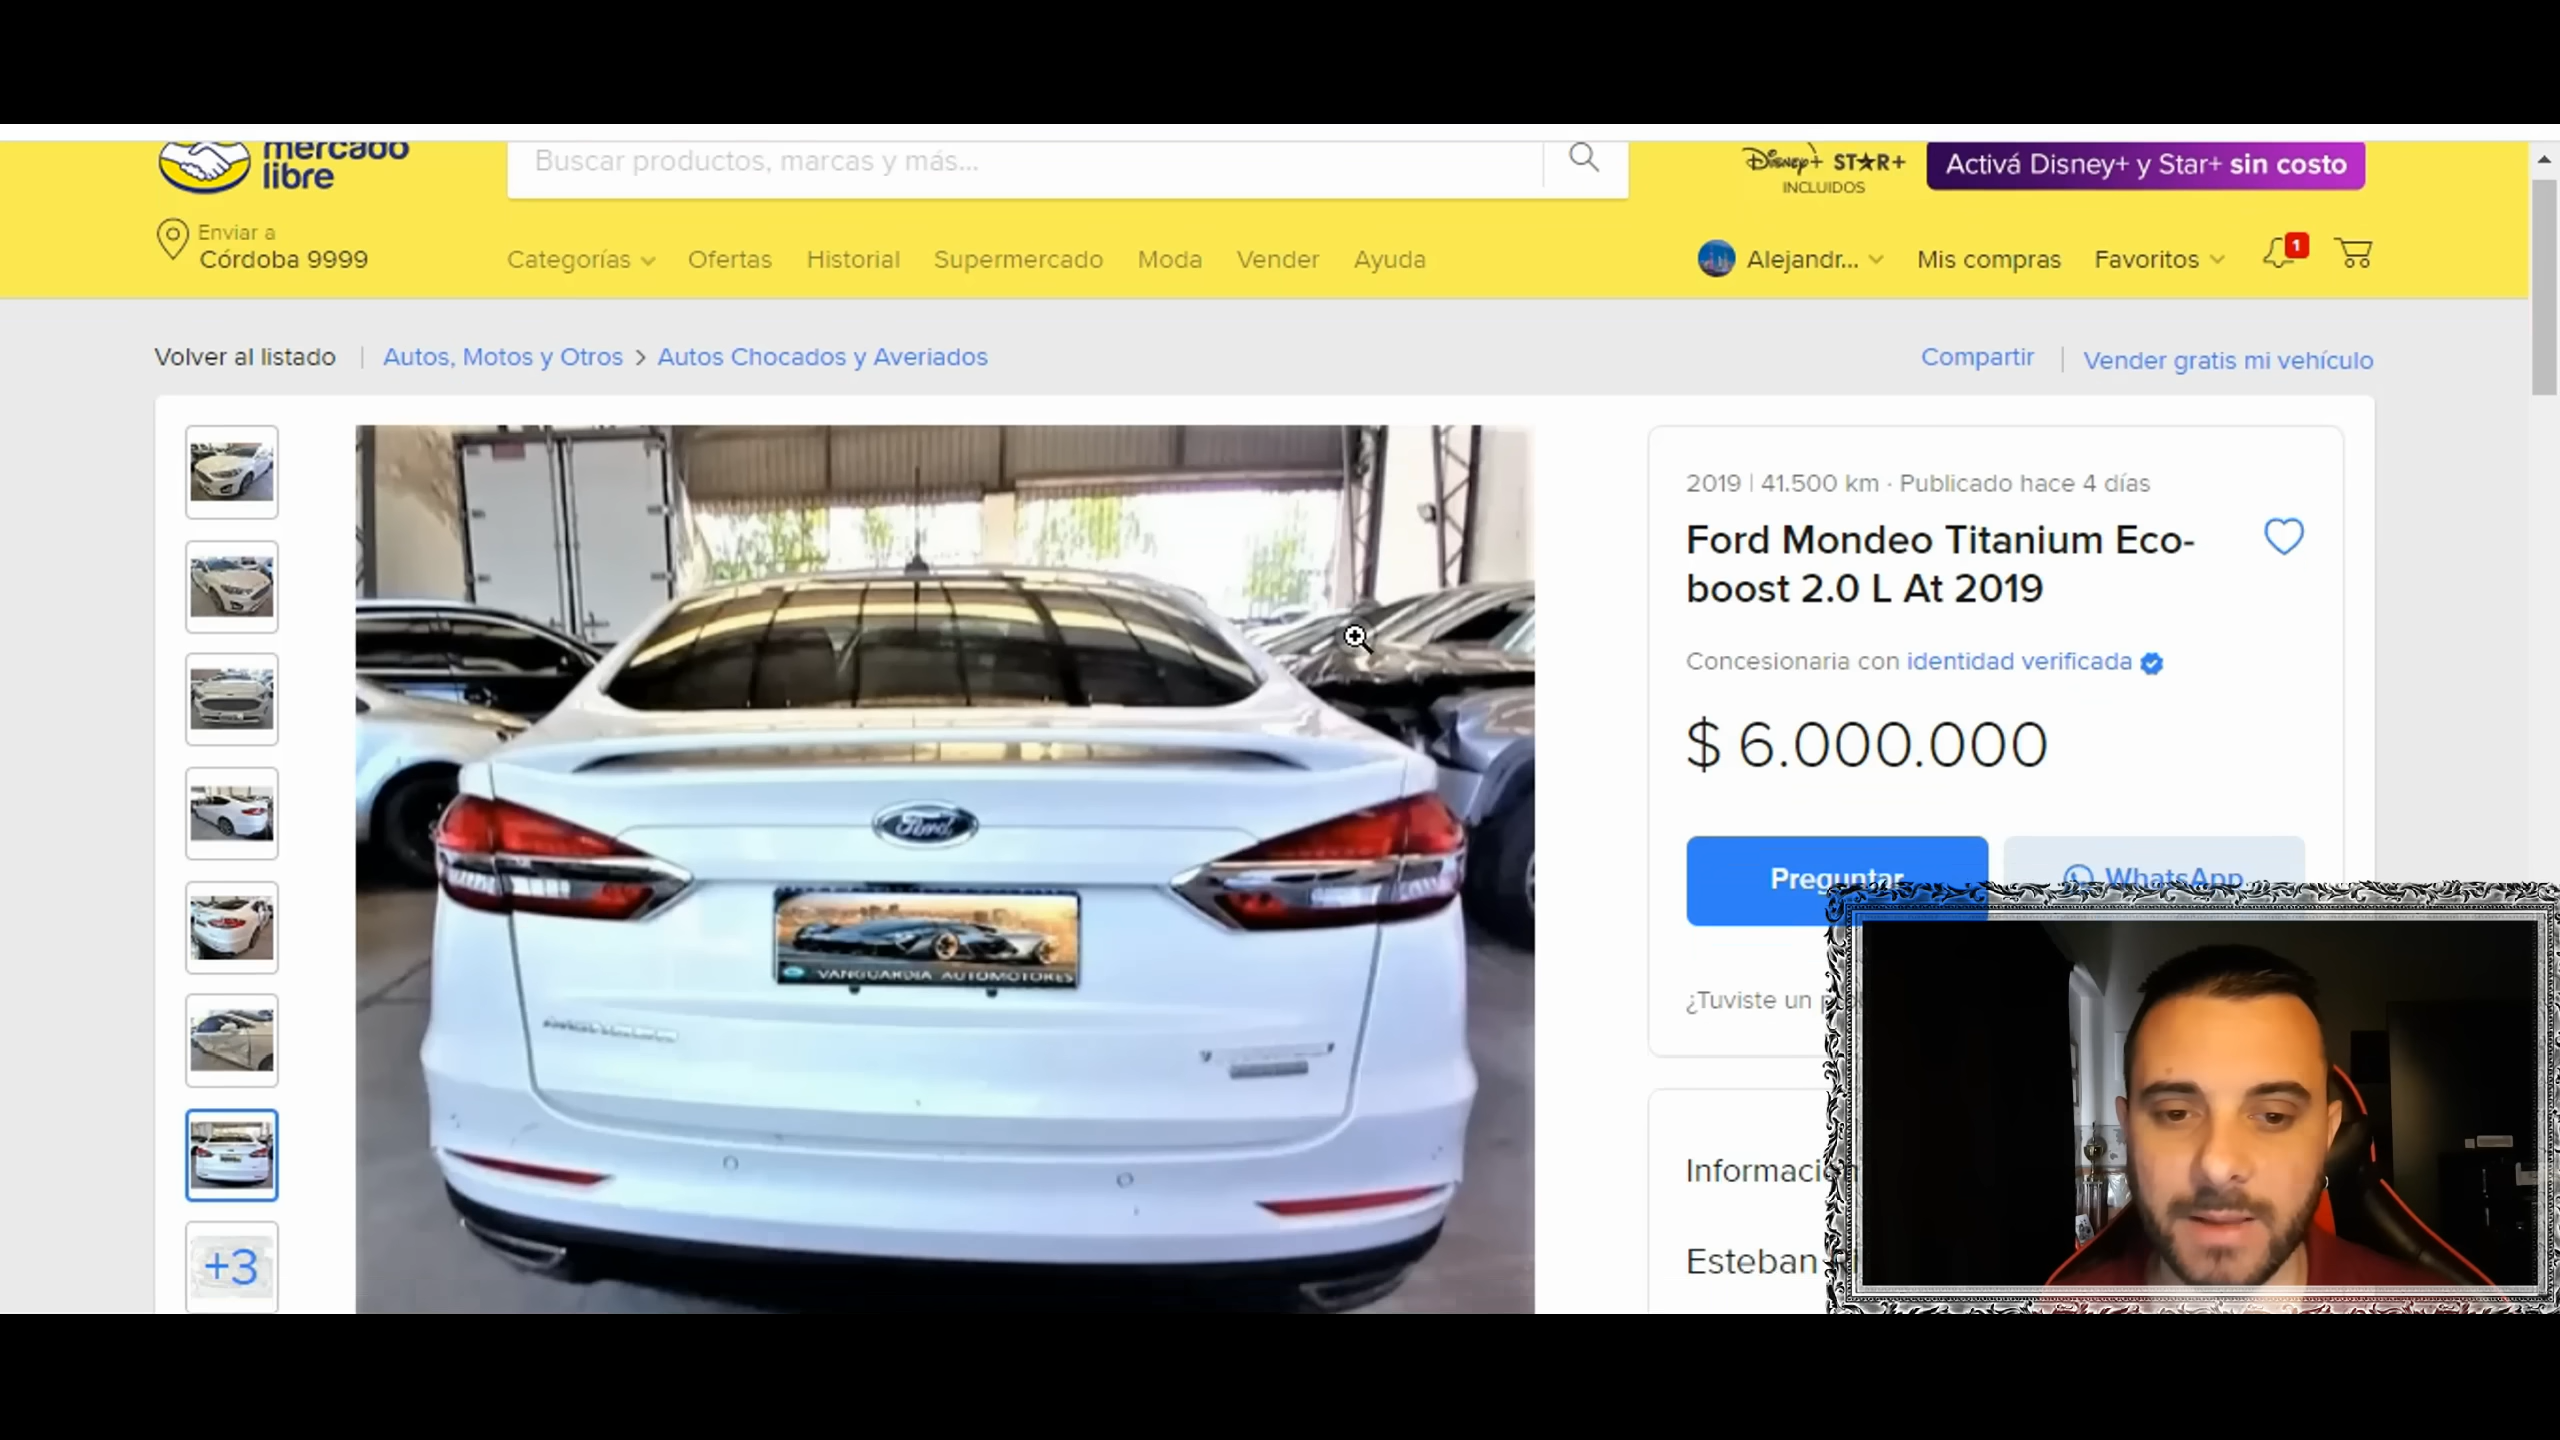 mercado
libre
Buscar productos, marcas y más...
Disney+ STAR+
INCLUIDOS
Activá Disney+ y Star+ sin costo
Enviar a
Córdoba 9999
Categorías Ofertas Historial Supermercado Moda Vender Ayuda
Alejandr... Mis compras Favoritos 1
Volver al listado | Autos, Motos y Otros > Autos Chocados y Averiados
Compartir | Vender gratis mi vehículo
2019 | 41.500 km · Publicado hace 4 días
Ford Mondeo Titanium Eco-
boost 2.0 L At 2019
Concesionaria con identidad verificada
$ 6.000.000
Preguntar
WhatsApp
¿Tuviste un
Ford
VANGUARDIA AUTOMOTORES
Información
Esteban
+3